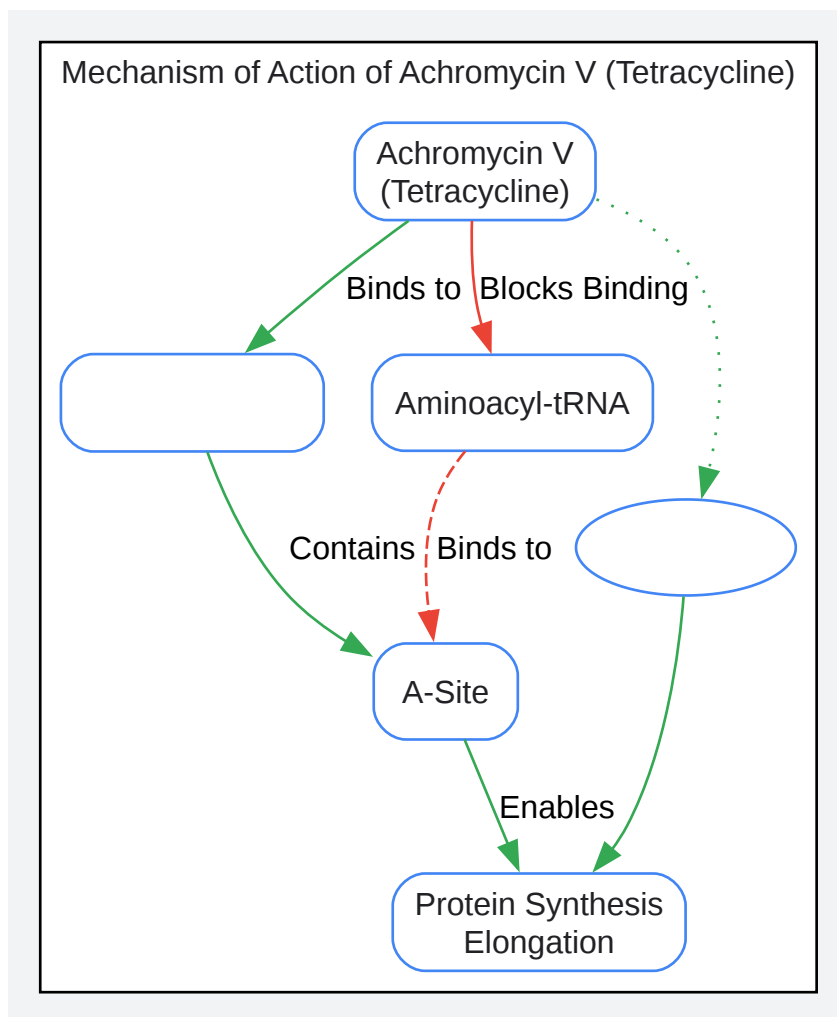 Mechanism of Action of Achromycin V (Tetracycline)
Achromycin V
(Tetracycline)
Binds to
Blocks Binding
Aminoacyl-tRNA
Contains
Binds to
A-Site
Enables
Protein Synthesis
Elongation